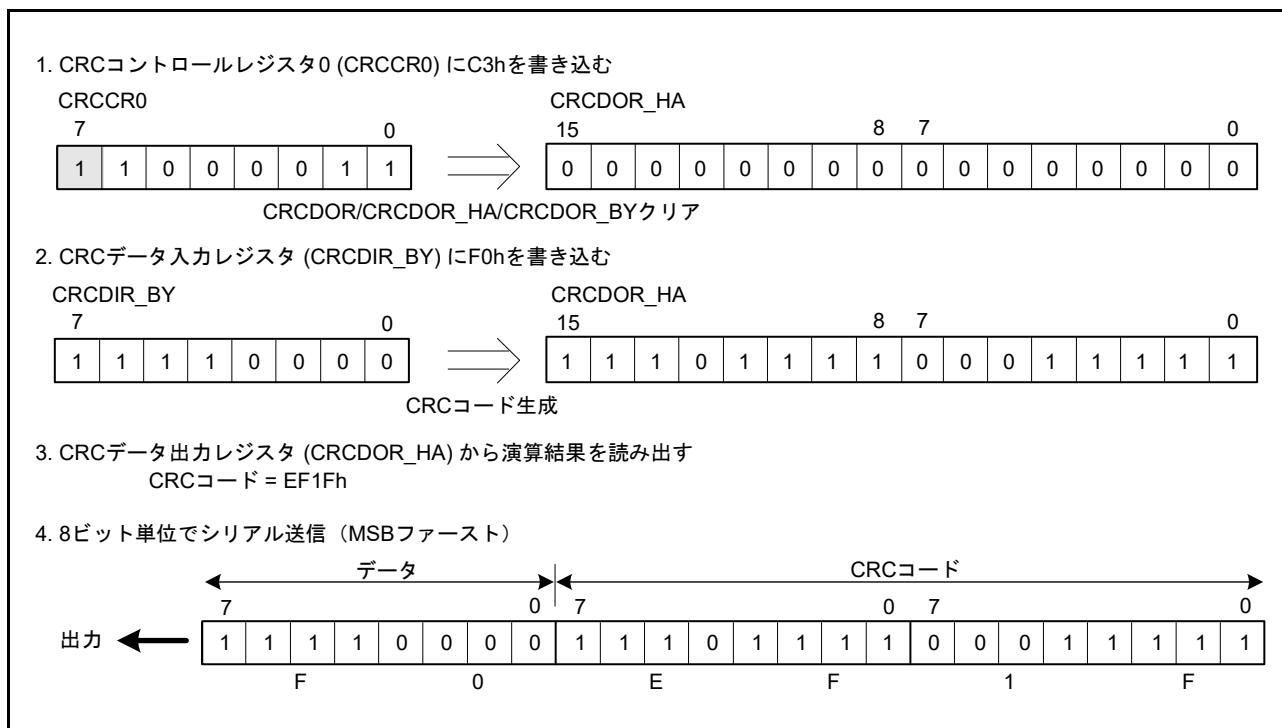 1. CRCコントロールレジスタ0 (CRCCR0) にC3hを書き込む
CRCCR0 CRCDOR_HA
7 0 15 8 7 0
1 1 0 0 0 0 1 1 0 0 0 0 0 0 0 0 0 0 0 0 0 0 0 0
CRCDOR/CRCDOR_HA/CRCDOR_BYクリア
2. CRCデータ入力レジスタ (CRCDIR_BY) にF0hを書き込む
CRCDIR_BY CRCDOR_HA
7 0 15 8 7 0
1 1 1 1 0 0 0 0 1 1 1 0 1 1 1 1 0 0 0 1 1 1 1 1
CRCコード生成
3. CRCデータ出力レジスタ (CRCDOR_HA) から演算結果を読み出す
CRCコード = EF1Fh
4. 8ビット単位でシリアル送信（MSBファースト）
データ CRCコード
7 0 7 0 7 0
出力 1 1 1 1 0 0 0 0 1 1 1 0 1 1 1 1 0 0 0 1 1 1 1 1
F 0 E F 1 F